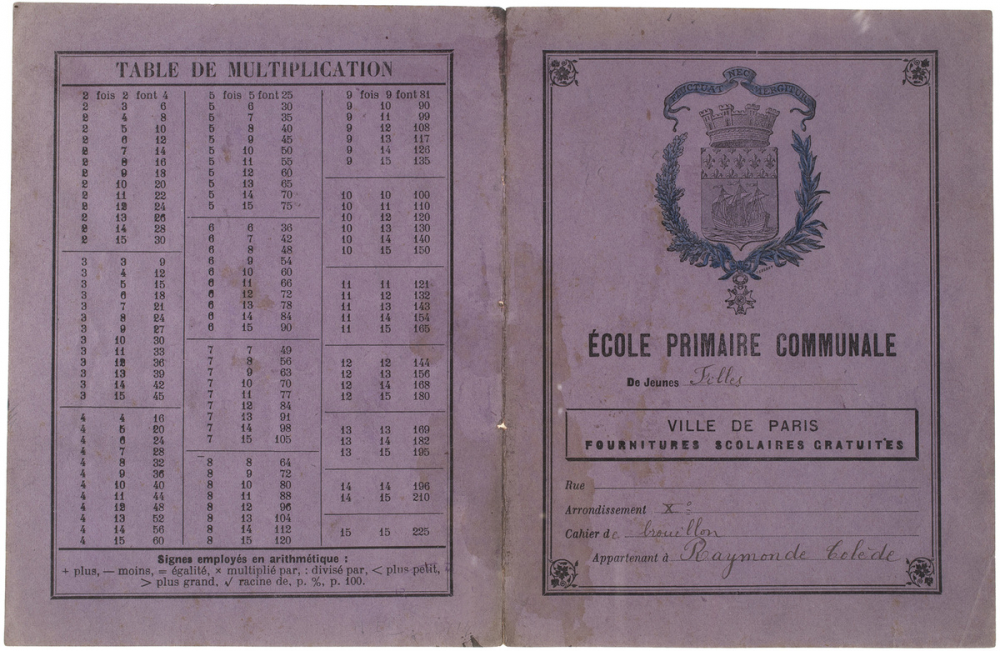 TABLE DE MULTIPLICATION
2 fois 2 font 4
2 3 6
2 4 8
2 5 10
2 6 12
2 7 14
2 8 16
2 9 18
2 10 20
2 11 22
2 12 24
2 13 26
2 14 28
2 15 30
3 3 9
3 4 12
3 5 15
3 6 18
3 7 21
3 8 24
3 9 27
3 10 30
3 11 33
3 12 36
3 13 39
3 14 42
3 15 45
4 4 16
4 5 20
4 6 24
4 7 28
4 8 32
4 9 36
4 10 40
4 11 44
4 12 48
4 13 52
4 14 56
4 15 60
5 fois 5 font 25
5 6 30
5 7 35
5 8 40
5 9 45
5 10 50
5 11 55
5 12 60
5 13 65
5 14 70
5 15 75
6 6 36
6 7 42
6 8 48
6 9 54
6 10 60
6 11 66
6 12 72
6 13 78
6 14 84
6 15 90
7 7 49
7 8 56
7 9 63
7 10 70
7 11 77
7 12 84
7 13 91
7 14 98
7 15 105
8 8 64
8 9 72
8 10 80
8 11 88
8 12 96
8 13 104
8 14 112
8 15 120
9 fois 9 font 81
9 10 90
9 11 99
9 12 108
9 13 117
9 14 126
9 15 135
10 10 100
10 11 110
10 12 120
10 13 130
10 14 140
10 15 150
11 11 121
11 12 132
11 13 143
11 14 154
11 15 165
12 12 144
12 13 156
12 14 168
12 15 180
13 13 169
13 14 182
13 15 195
14 14 196
14 15 210
15 15 225
Signes employés en arithmétique :
+ plus, — moins, = égalité, × multiplié par, : divisé par, < plus petit,
> plus grand, √ racine de, p. %, p. 100.
FLUCTUAT NEC MERGITUR
ÉCOLE PRIMAIRE COMMUNALE
De Jeunes Filles
VILLE DE PARIS
FOURNITURES SCOLAIRES GRATUITES
Rue
Arrondissement Xe
Cahier de brouillon
Appartenant à Raymonde Tolède